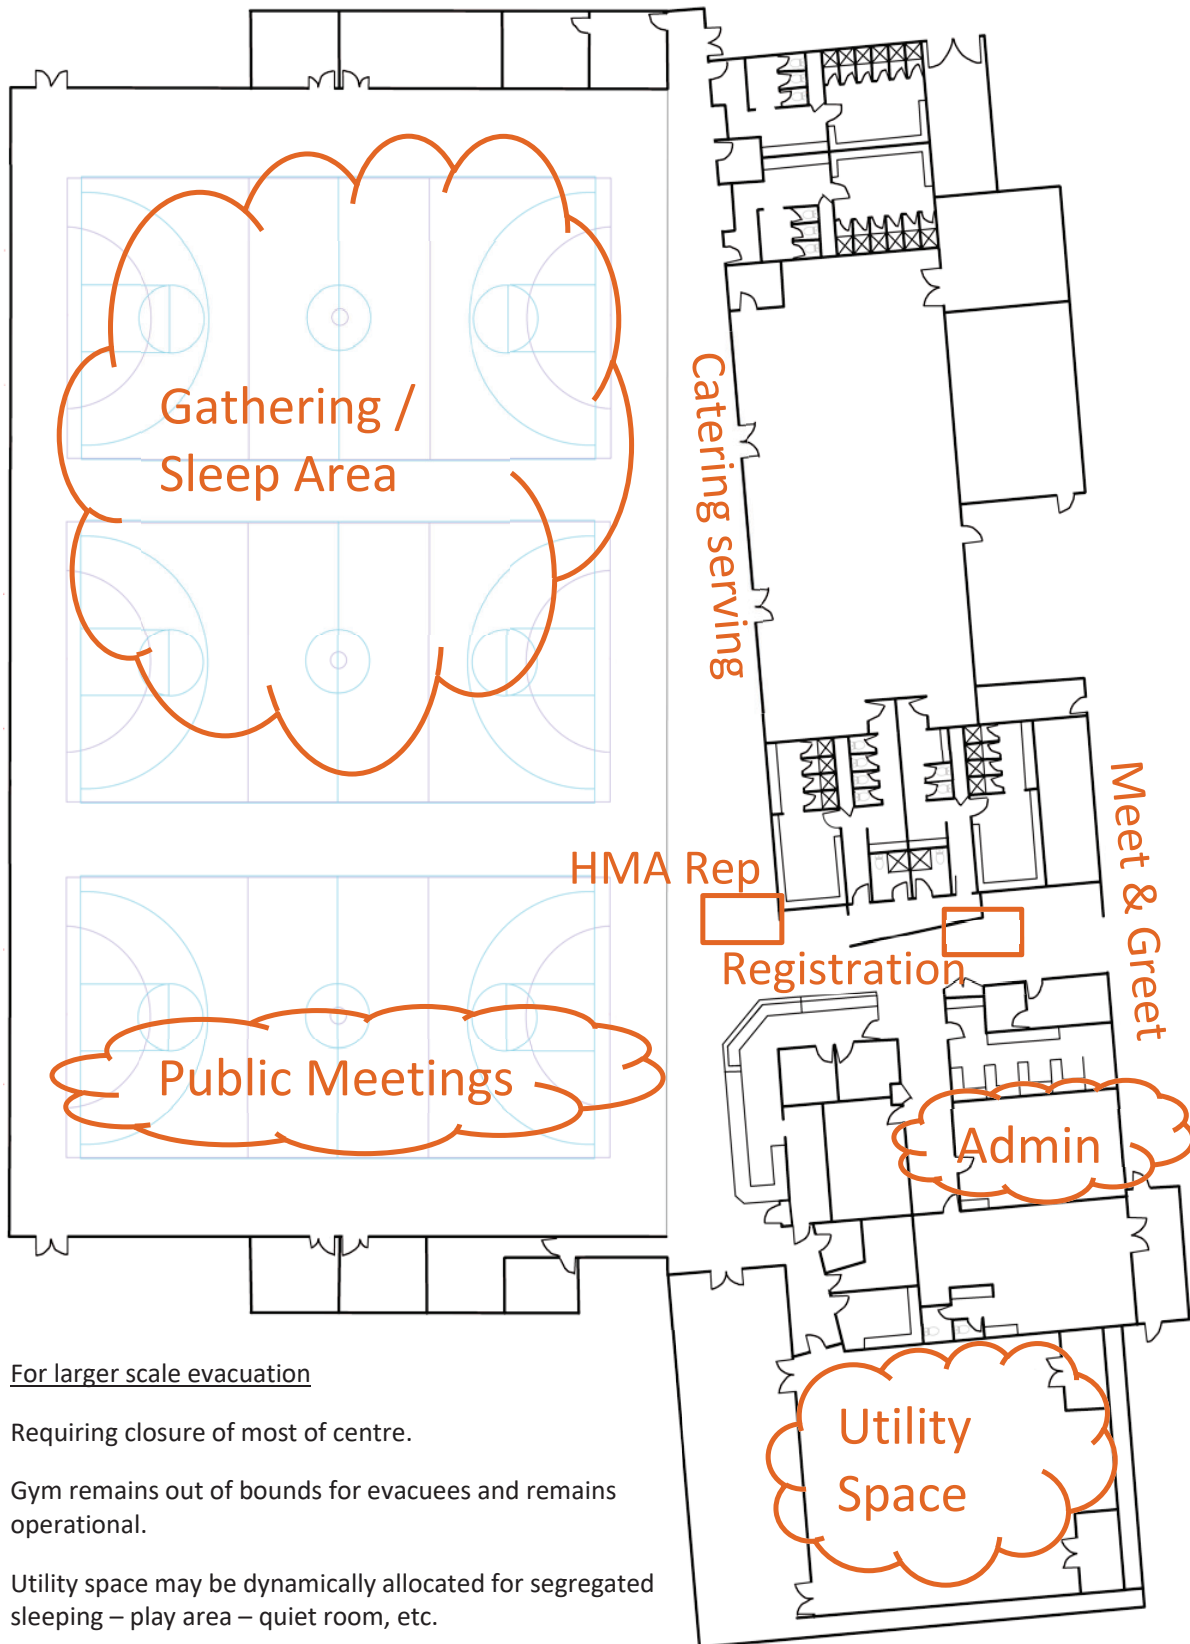 Gathering /
Sleep Area
Catering serving
HMA Rep
Registration
Meet & Greet
Public Meetings
Admin
Utility
Space
For larger scale evacuation
Requiring closure of most of centre.
Gym remains out of bounds for evacuees and remains
operational.
Utility space may be dynamically allocated for segregated
sleeping – play area – quiet room, etc.